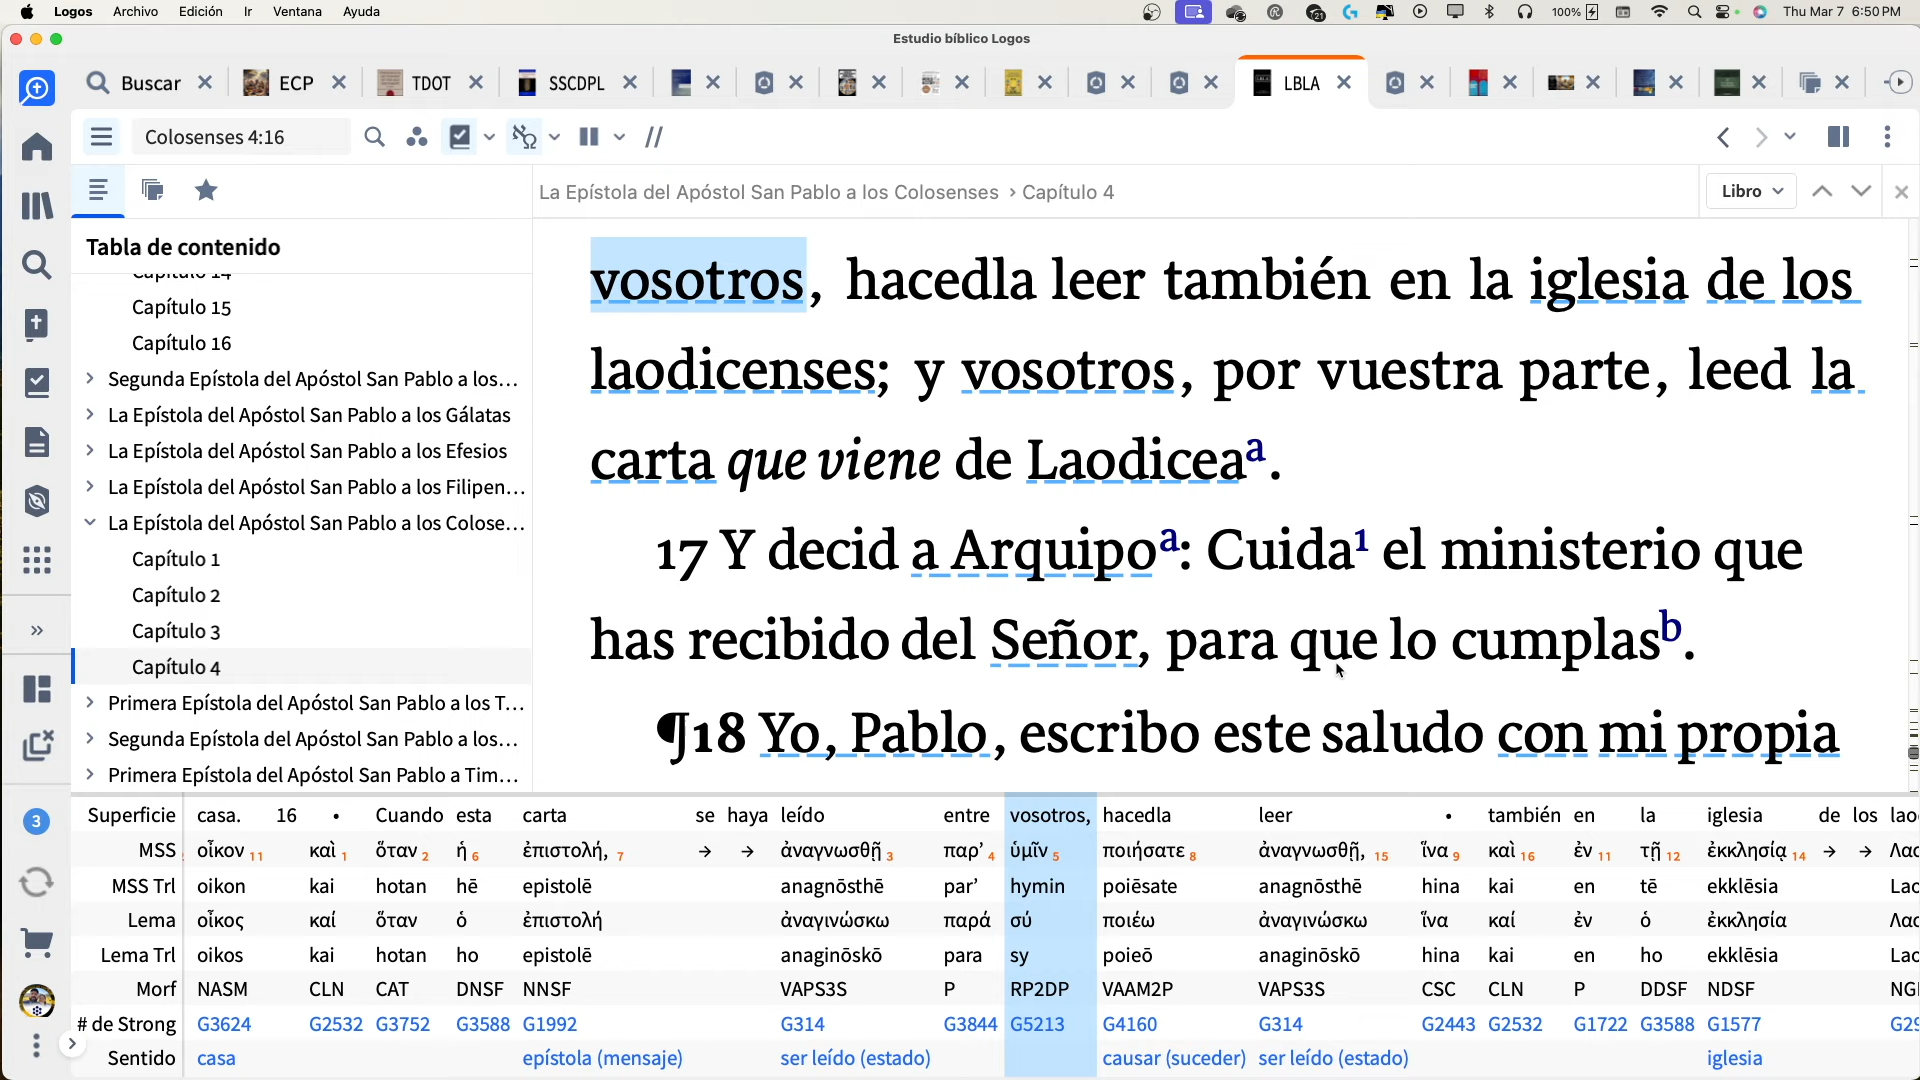 Logos Archivo Edición Ir Ventana Ayuda 21 100% Thu Mar 7 6:50 PM
Estudio bíblico Logos
Buscar ECP TDOT SSCDPL LBLA
Colosenses 4:16
La Epístola del Apóstol San Pablo a los Colosenses › Capítulo 4 Libro
Tabla de contenido
Capítulo 14
Capítulo 15
Capítulo 16
Segunda Epístola del Apóstol San Pablo a los...
La Epístola del Apóstol San Pablo a los Gálatas
La Epístola del Apóstol San Pablo a los Efesios
La Epístola del Apóstol San Pablo a los Filipen...
La Epístola del Apóstol San Pablo a los Colose...
Capítulo 1
Capítulo 2
Capítulo 3
Capítulo 4
Primera Epístola del Apóstol San Pablo a los T...
Segunda Epístola del Apóstol San Pablo a los...
Primera Epístola del Apóstol San Pablo a Tim...
vosotros, hacedla leer también en la iglesia de los
laodicenses; y vosotros, por vuestra parte, leed la
carta que viene de Laodiceaa.
17 Y decid a Arquipoa: Cuida1 el ministerio que
has recibido del Señor, para que lo cumplasb.
¶18 Yo, Pablo, escribo este saludo con mi propia
3
Superficie casa. 16 • Cuando esta carta se haya leído entre vosotros, hacedla leer • también en la iglesia de los lao
MSS οἶκον 11 καὶ 1 ὅταν 2 ἡ 6 ἐπιστολή, 7 → → ἀναγνωσθῇ 3 παρ’ 4 ὑμῖν 5 ποιήσατε 8 ἀναγνωσθῇ, 15 ἵνα 9 καὶ 16 ἐν 11 τῇ 12 ἐκκλησίᾳ 14 → → Λαο
MSS Trl oikon kai hotan hē epistolē anagnōsthē par’ hymin poiēsate anagnōsthē hina kai en tē ekklēsia Lao
Lema οἶκος καί ὅταν ὁ ἐπιστολή ἀναγινώσκω παρά σύ ποιέω ἀναγινώσκω ἵνα καί ἐν ὁ ἐκκλησία Λαο
Lema Trl oikos kai hotan ho epistolē anaginōskō para sy poieō anaginōskō hina kai en ho ekklēsia Lao
Morf NASM CLN CAT DNSF NNSF VAPS3S P RP2DP VAAM2P VAPS3S CSC CLN P DDSF NDSF NG
# de Strong G3624 G2532 G3752 G3588 G1992 G314 G3844 G5213 G4160 G314 G2443 G2532 G1722 G3588 G1577 G29
Sentido casa epístola (mensaje) ser leído (estado) causar (suceder) ser leído (estado) iglesia